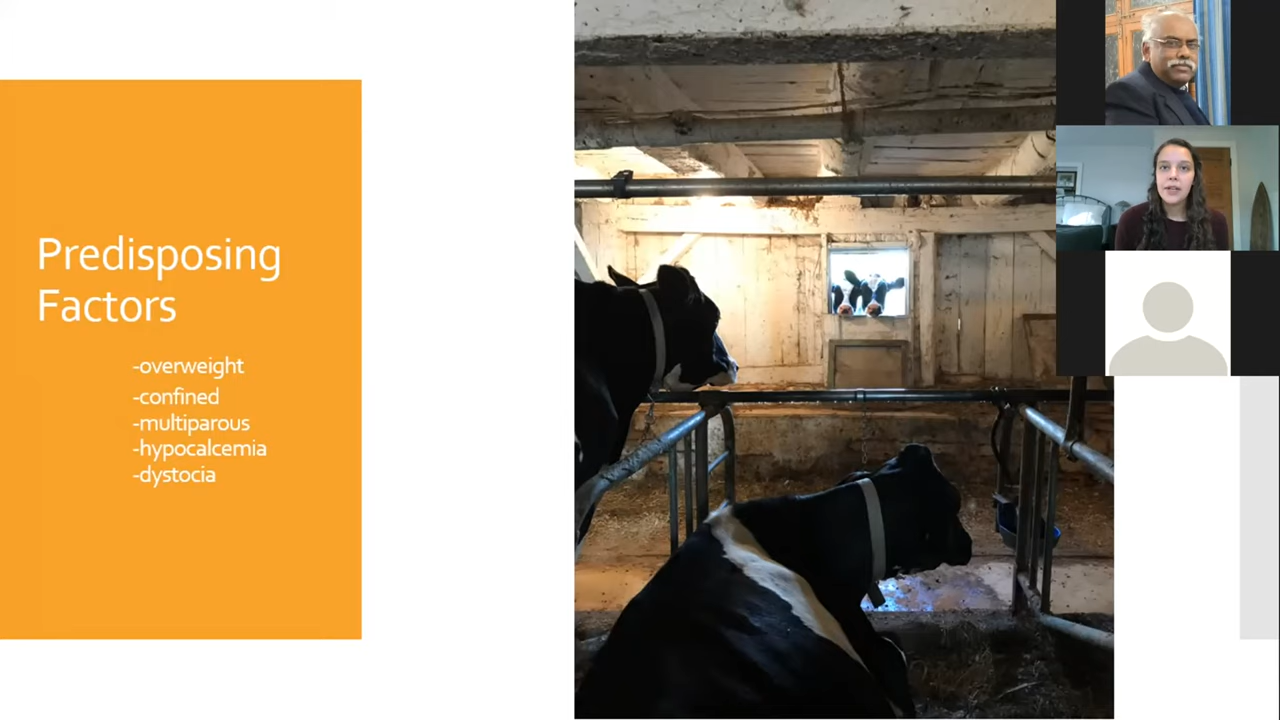 Predisposing
Factors
-overweight
-confined
-multiparous
-hypocalcemia
-dystocia